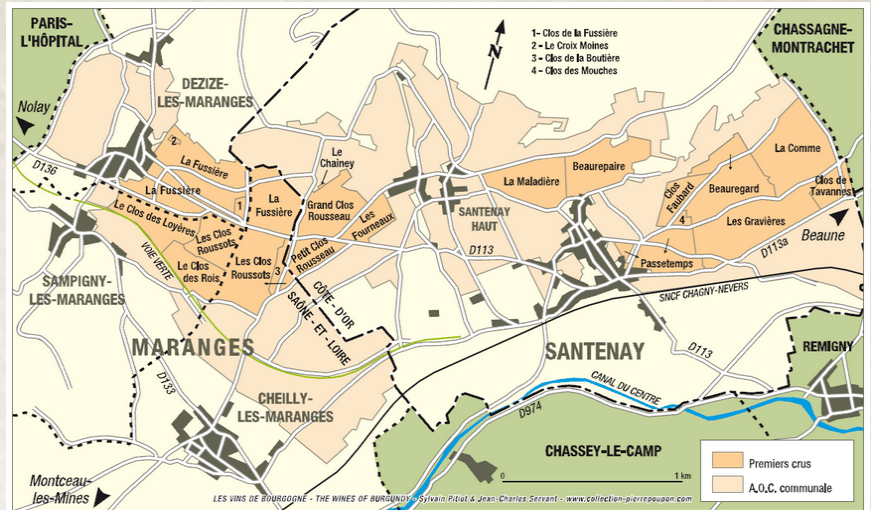 PARIS-
L'HÔPITAL
CHASSAGNE-
MONTRACHET
N
1- Clos de la Fussière
2 - Le Croix Moines
3 - Clos de la Boutière
4 - Clos des Mouches
DEZIZE-
LES-MARANGES
Nolay
D136
2
La Fussière
La Fussière
1
La
Fussière
Le
Chainey
Grand Clos
Rousseau
Les
Fourneaux
Petit Clos
Rousseau
Le Clos des Loyères
Les Clos
Roussots
Le Clos
des Rois
Les Clos
Roussots
3
La Maladière
Beaurepaire
SANTENAY
HAUT
D113
Clos
Faubard
4
Beauregard
La Comme
Clos de
Tavannes
Les Gravières
Passetemps
D113a
Beaune
SNCF CHAGNY-NEVERS
VOIE VERTE
SAMPIGNY-
LES-MARANGES
CÔTE - D'OR
SAÔNE - ET - LOIRE
MARANGES
SANTENAY
D113
REMIGNY
D133
CHEILLY-
LES-MARANGES
CANAL DU CENTRE
D974
CHASSEY-LE-CAMP
Montceau-
les-Mines
0
1 km
Premiers crus
A.O.C. communale
LES VINS DE BOURGOGNE - THE WINES OF BURGUNDY - Sylvain Pitiot & Jean-Charles Servant - www.collection-pierrepoupon.com